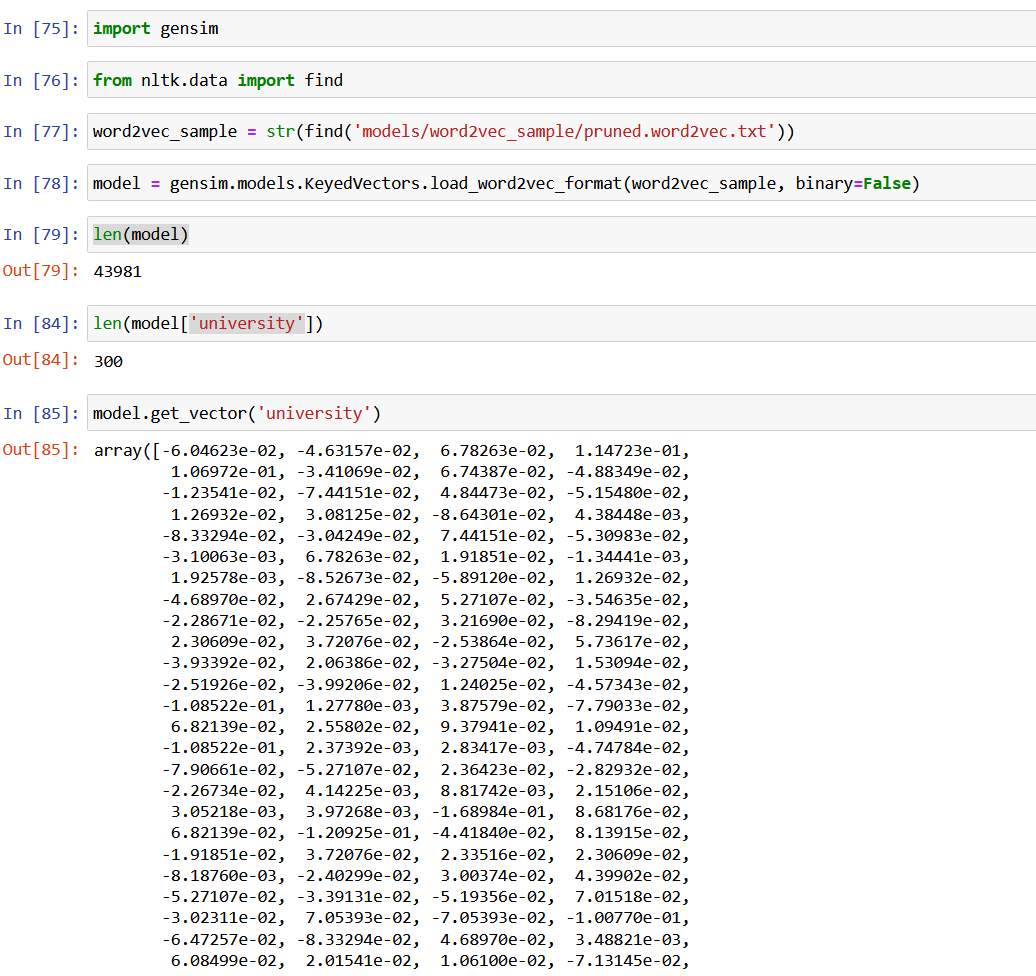 In [75]: import gensim
In [76]: from nltk.data import find
In [77]: word2vec_sample = str(find('models/word2vec_sample/pruned.word2vec.txt'))
In [78]: model = gensim.models.KeyedVectors.load_word2vec_format(word2vec_sample, binary=False)
In [79]: len(model)
Out[79]: 43981
In [84]: len(model['university'])
Out[84]: 300
In [85]: model.get_vector('university')
Out[85]: array([-6.04623e-02, -4.63157e-02,  6.78263e-02,  1.14723e-01,
1.06972e-01, -3.41069e-02,  6.74387e-02, -4.88349e-02,
-1.23541e-02, -7.44151e-02,  4.84473e-02, -5.15480e-02,
1.26932e-02,  3.08125e-02, -8.64301e-02,  4.38448e-03,
-8.33294e-02, -3.04249e-02,  7.44151e-02, -5.30983e-02,
-3.10063e-03,  6.78263e-02,  1.91851e-02, -1.34441e-03,
1.92578e-03, -8.52673e-02, -5.89120e-02,  1.26932e-02,
-4.68970e-02,  2.67429e-02,  5.27107e-02, -3.54635e-02,
-2.28671e-02, -2.25765e-02,  3.21690e-02, -8.29419e-02,
2.30609e-02,  3.72076e-02, -2.53864e-02,  5.73617e-02,
-3.93392e-02,  2.06386e-02, -3.27504e-02,  1.53094e-02,
-2.51926e-02, -3.99206e-02,  1.24025e-02, -4.57343e-02,
-1.08522e-01,  1.27780e-03,  3.87579e-02, -7.79033e-02,
6.82139e-02,  2.55802e-02,  9.37941e-02,  1.09491e-01,
-1.08522e-01,  2.37392e-03,  2.83417e-03, -4.74784e-02,
-7.90661e-02, -5.27107e-02,  2.36423e-02, -2.82932e-02,
-2.26734e-02,  4.14225e-03,  8.81742e-03,  2.15106e-02,
3.05218e-03,  3.97268e-03, -1.68984e-01,  8.68176e-02,
6.82139e-02, -1.20925e-01, -4.41840e-02,  8.13915e-02,
-1.91851e-02,  3.72076e-02,  2.33516e-02,  2.30609e-02,
-8.18760e-03, -2.40299e-02,  3.00374e-02,  4.39902e-02,
-5.27107e-02, -3.39131e-02, -5.19356e-02,  7.01518e-02,
-3.02311e-02,  7.05393e-02, -7.05393e-02, -1.00770e-01,
-6.47257e-02, -8.33294e-02,  4.68970e-02,  3.48821e-03,
6.08499e-02,  2.01541e-02,  1.06100e-02, -7.13145e-02,